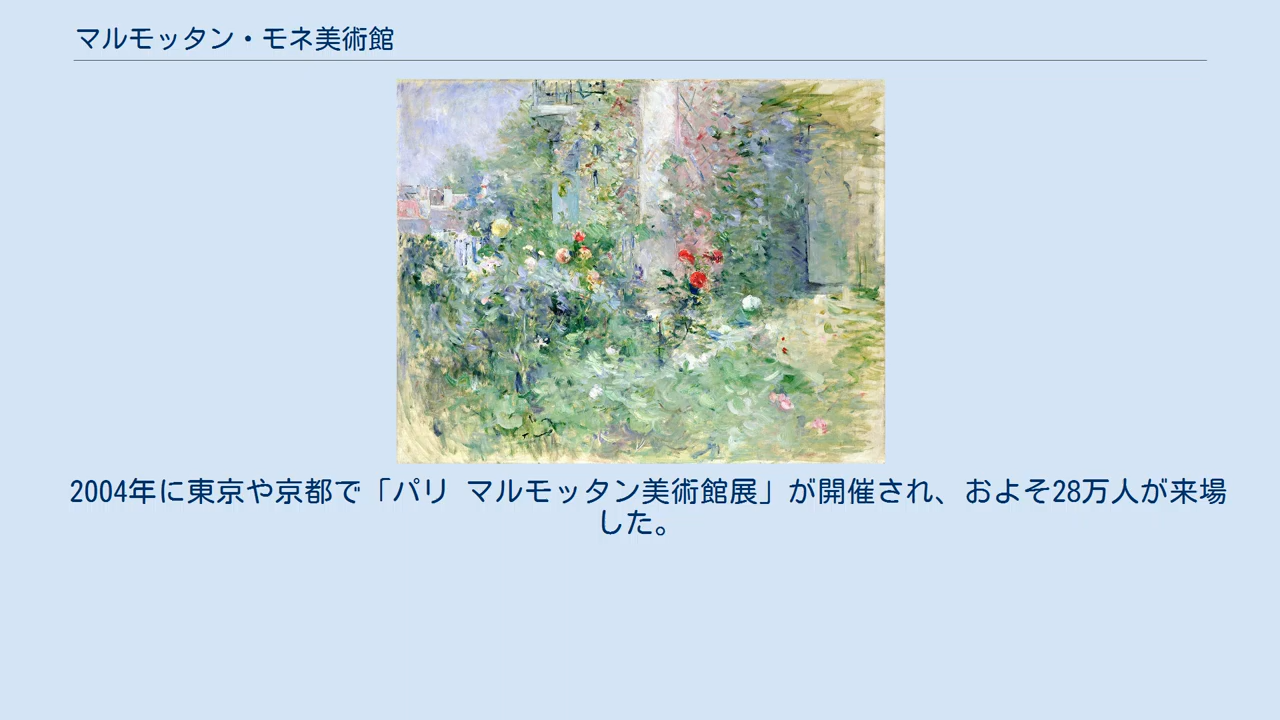 マルモッタン・モネ美術館
2004年に東京や京都で「パリ マルモッタン美術館展」が開催され、およそ28万人が来場
した。